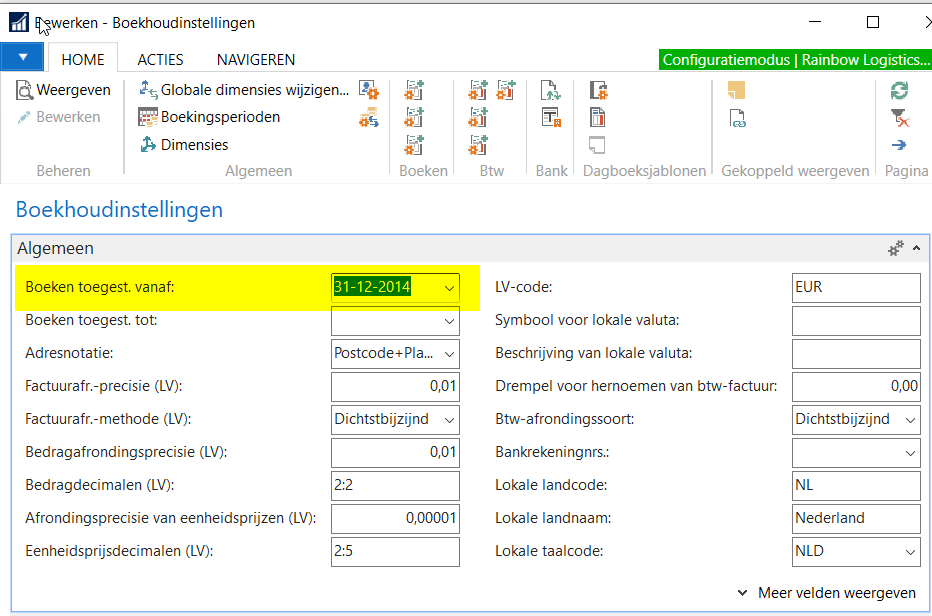 Bewerken - Boekhoudinstellingen
HOME ACTIES NAVIGEREN
Configuratiemodus | Rainbow Logistics...
Weergeven
Bewerken
Beheren
Globale dimensies wijzigen...
Boekingsperioden
Dimensies
Algemeen
Boeken
Btw
Bank
Dagboeksjablonen
Gekoppeld weergeven
Pagina
Boekhoudinstellingen
Algemeen
Boeken toegest. vanaf: 31-12-2014
Boeken toegest. tot:
Adresnotatie: Postcode+Pla...
Factuurafr.-precisie (LV): 0,01
Factuurafr.-methode (LV): Dichtstbijzijnd
Bedragafrondingsprecisie (LV): 0,01
Bedragdecimalen (LV): 2:2
Afrondingsprecisie van eenheidsprijzen (LV): 0,00001
Eenheidsprijsdecimalen (LV): 2:5
LV-code: EUR
Symbool voor lokale valuta:
Beschrijving van lokale valuta:
Drempel voor hernoemen van btw-factuur: 0,00
Btw-afrondingssoort: Dichtstbijzijnd
Bankrekeningnrs.:
Lokale landcode: NL
Lokale landnaam: Nederland
Lokale taalcode: NLD
Meer velden weergeven